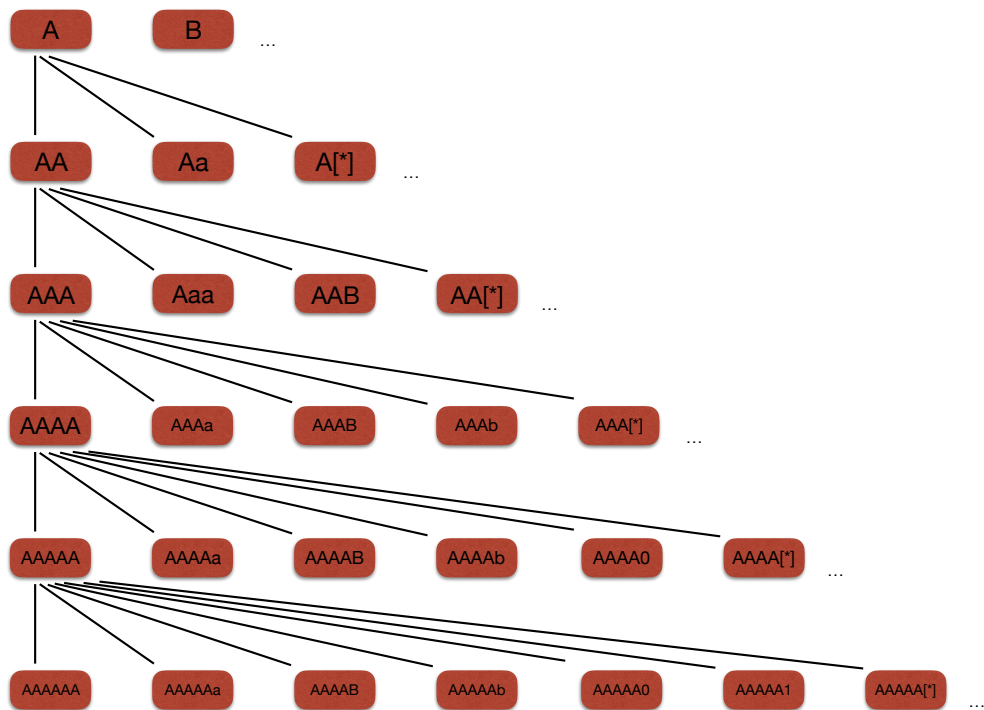 A B ...
AA Aa A[*] ...
AAA Aaa AAB AA[*] ...
AAAA AAAa AAAB AAAb AAA[*] ...
AAAAA AAAAa AAAAB AAAAb AAAA0 AAAA[*] ...
AAAAAA AAAAAa AAAAB AAAAAb AAAAA0 AAAAA1 AAAAA[*] ...